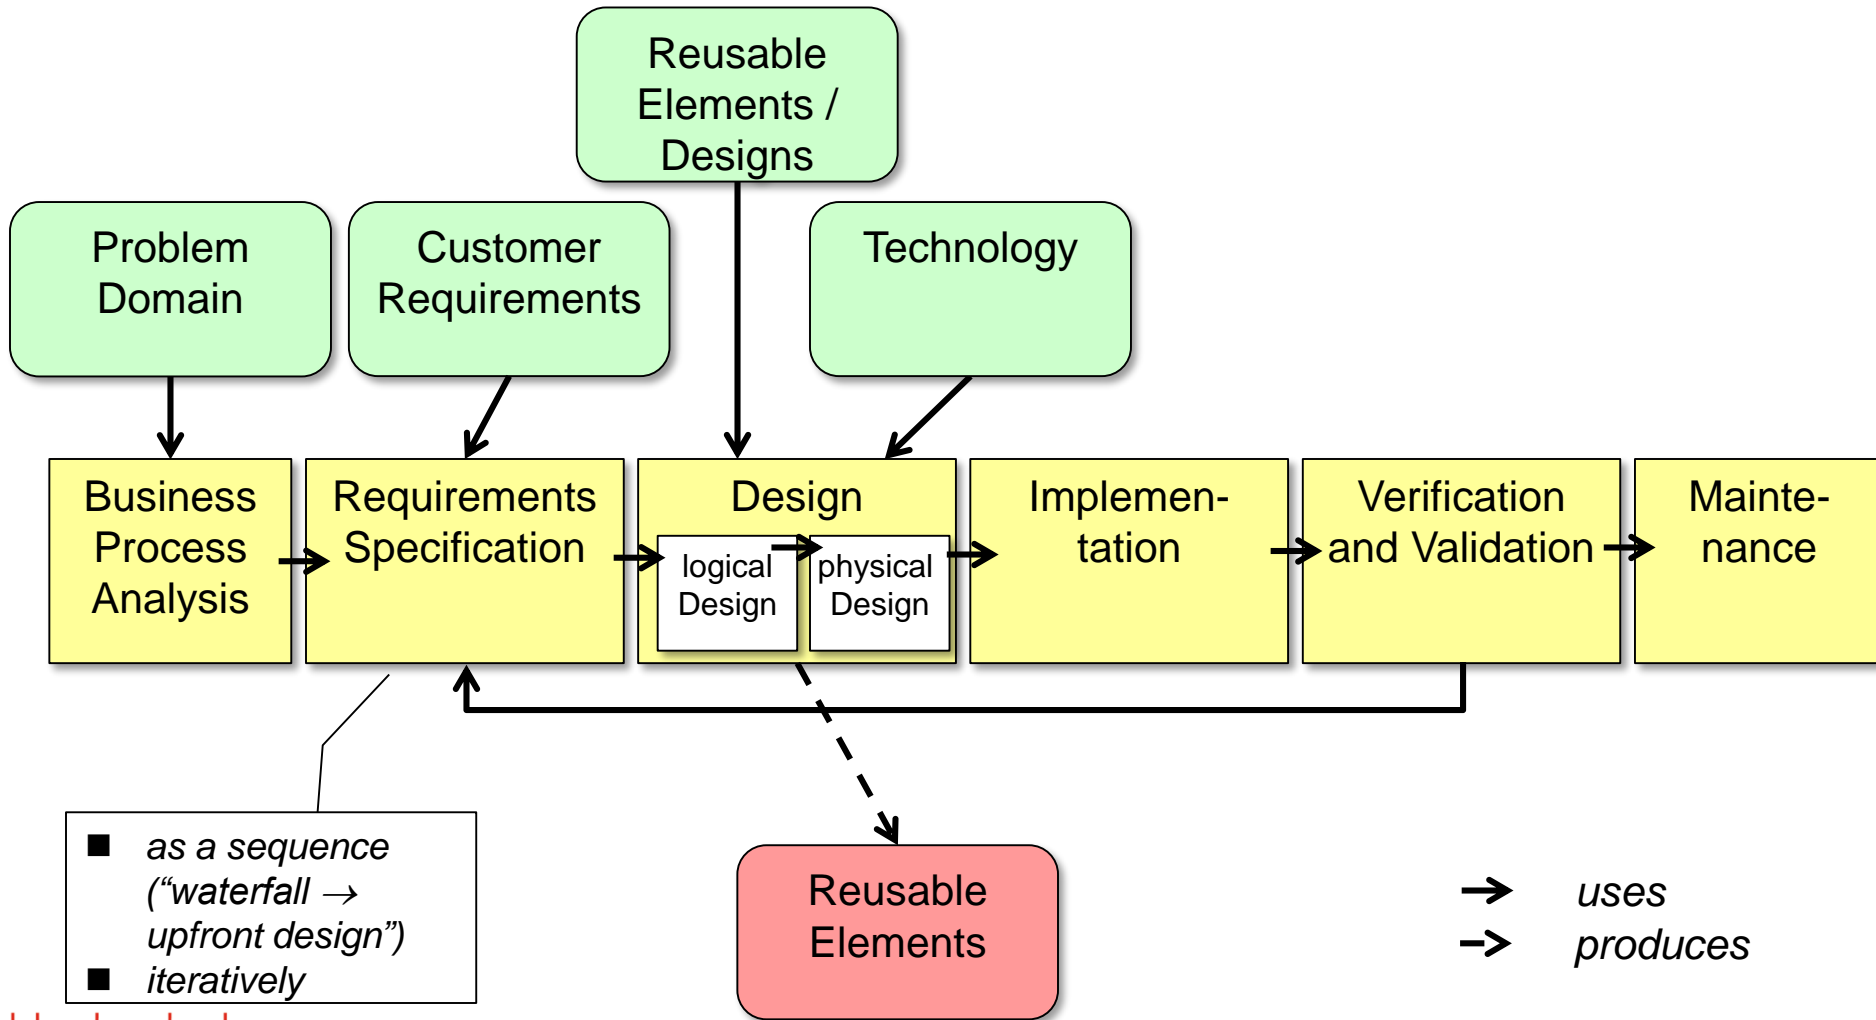 Reusable
Elements /
Designs
Problem
Domain
Customer
Requirements
Technology
Business
Process
Analysis
Requirements
Specification
Design
logical
Design
physical
Design
Implemen-
tation
Verification
and Validation
Mainte-
nance
■ as a sequence
(“waterfall →
upfront design”)
■ iteratively
Reusable
Elements
uses
produces